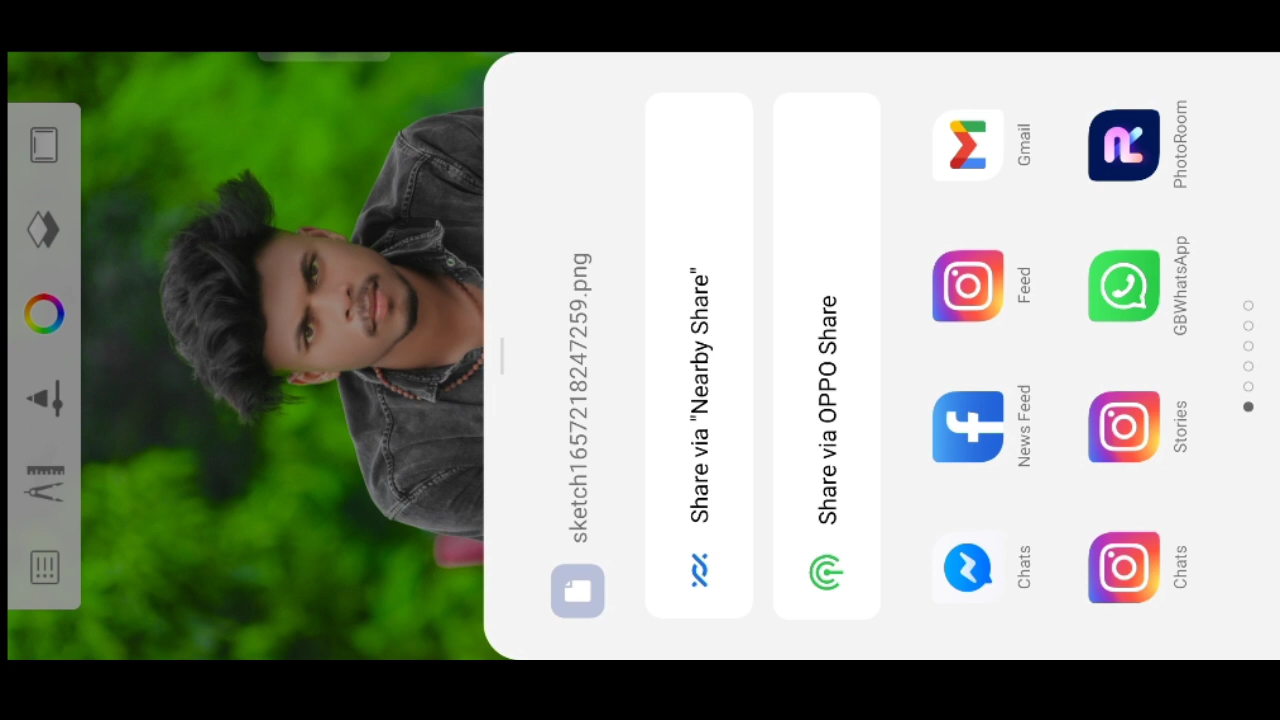 sketch1657218247259.png
Share via "Nearby Share"
Share via OPPO Share
Chats
News Feed
Feed
Gmail
Chats
Stories
GBWhatsApp
PhotoRoom